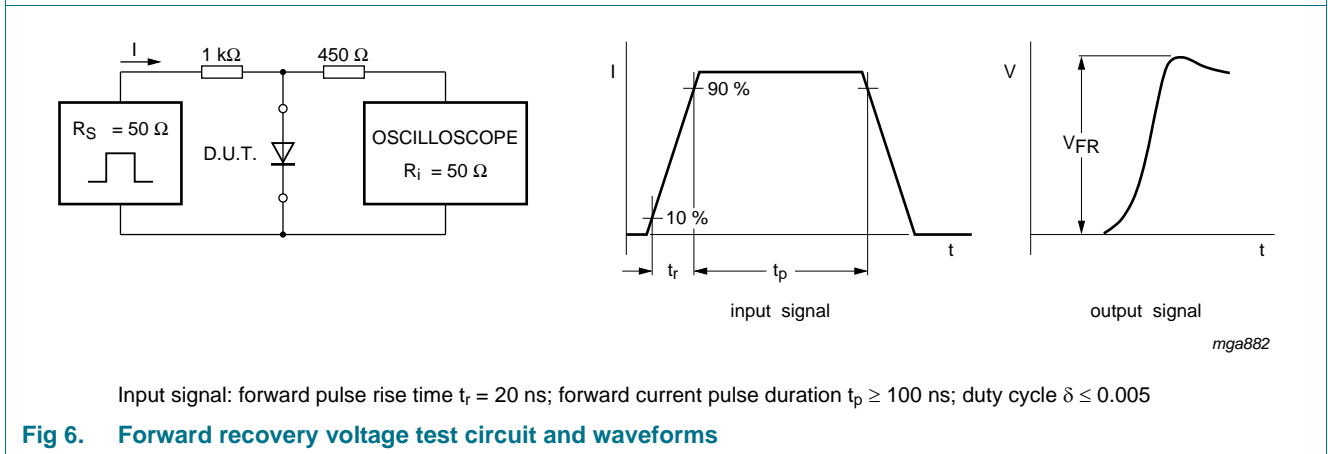 I
1 kΩ
450 Ω
R_S = 50 Ω
D.U.T.
OSCILLOSCOPE
R_i = 50 Ω
I
90 %
10 %
t
t_r
t_p
input signal
V
V_FR
t
output signal
mga882
Input signal: forward pulse rise time t_r = 20 ns; forward current pulse duration t_p ≥ 100 ns; duty cycle δ ≤ 0.005
Fig 6. Forward recovery voltage test circuit and waveforms